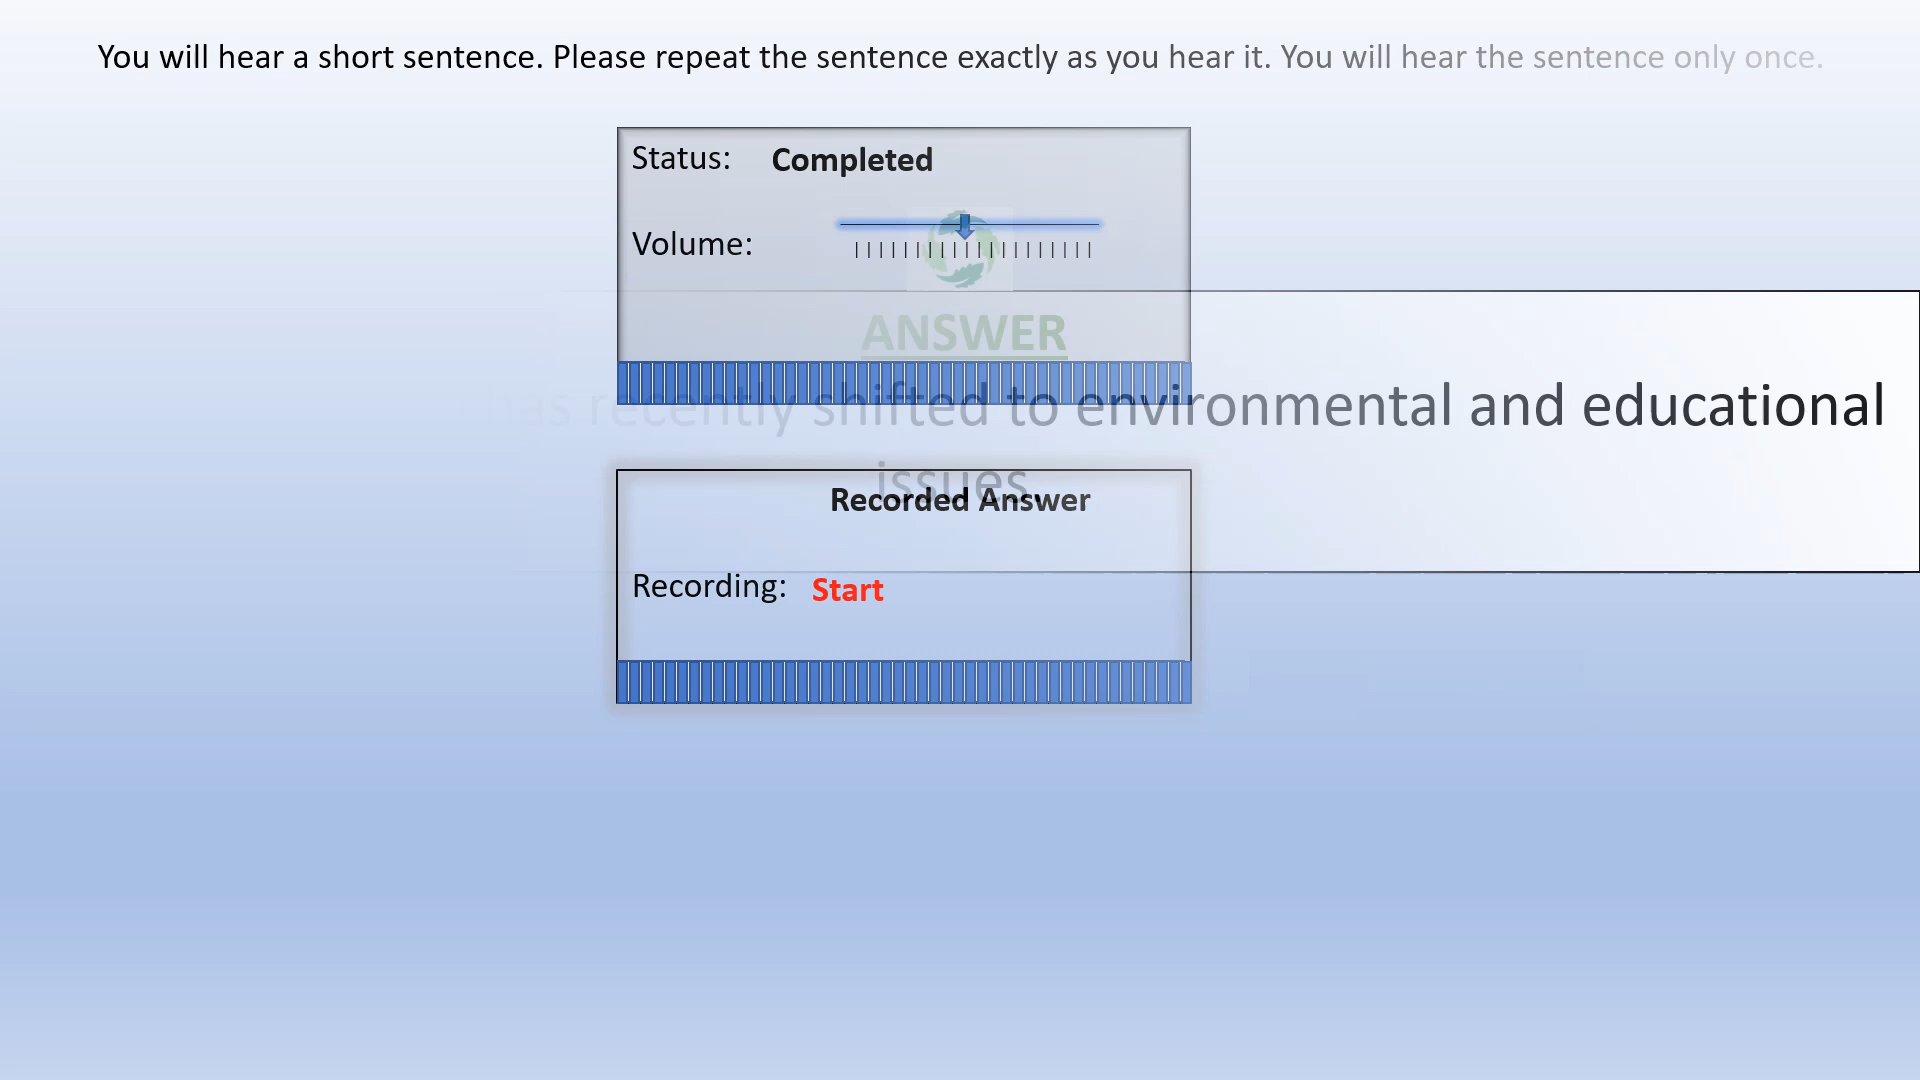 You will hear a short sentence. Please repeat the sentence exactly as you hear it. You will hear the sentence only once.
Status: Completed
Volume:
ANSWER
has recently shifted to environmental and educational
issues
Recorded Answer
Recording: Start